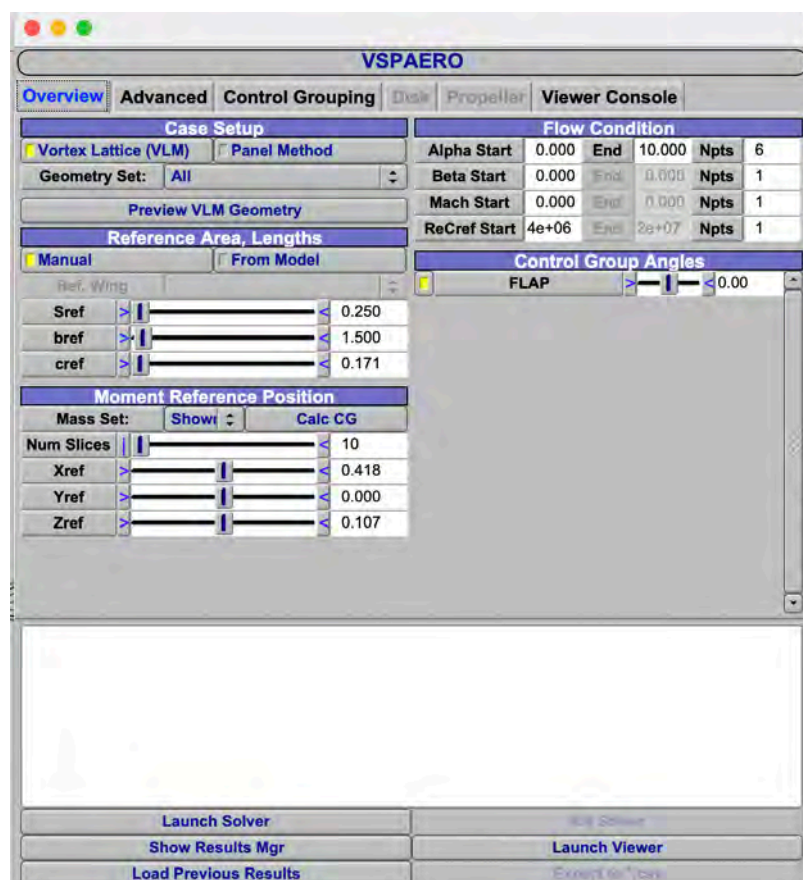 VSPAERO
Overview Advanced Control Grouping Disk Propeller Viewer Console
Case Setup
Vortex Lattice (VLM) Panel Method
Geometry Set: All
Preview VLM Geometry
Reference Area, Lengths
Manual From Model
Ref. Wing
Sref > < 0.250
bref > < 1.500
cref > < 0.171
Moment Reference Position
Mass Set: Shown Calc CG
Num Slices | < 10
Xref > < 0.418
Yref > < 0.000
Zref > < 0.107
Flow Condition
Alpha Start 0.000 End 10.000 Npts 6
Beta Start 0.000 End 0.000 Npts 1
Mach Start 0.000 End 0.000 Npts 1
ReCref Start 4e+06 End 2e+07 Npts 1
Control Group Angles
FLAP > < 0.00
Launch Solver Kill Solver
Show Results Mgr Launch Viewer
Load Previous Results Export to *.csv